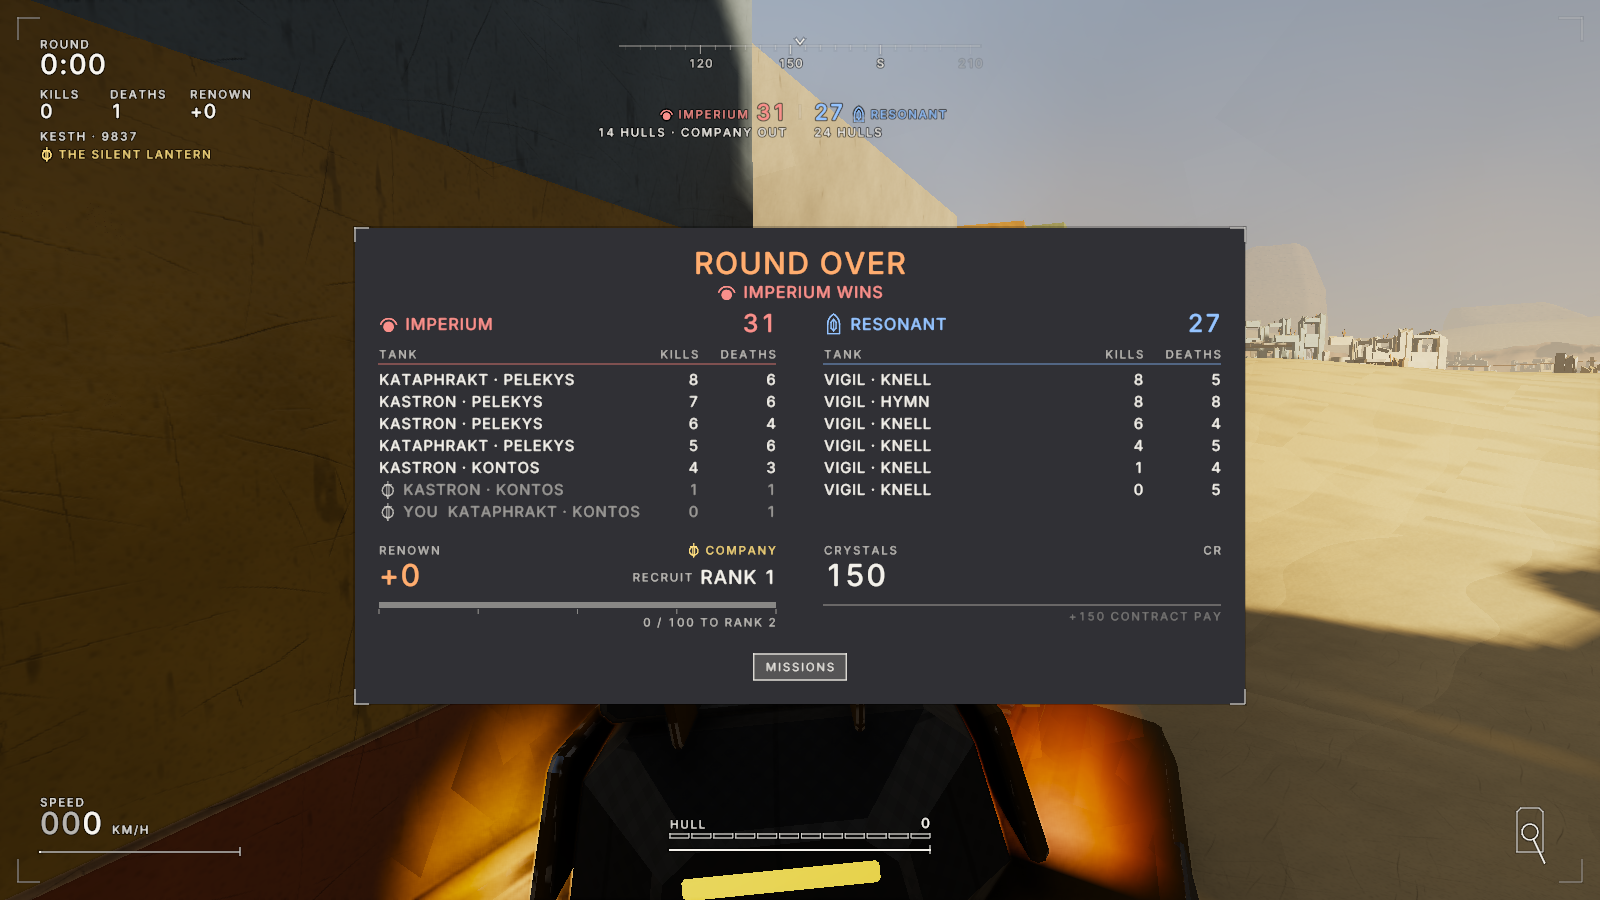 ROUND
0:00
KILLS DEATHS RENOWN
0 1 +0
KESTH · 9837
THE SILENT LANTERN
120 150 S 210
IMPERIUM 31 27 RESONANT
14 HULLS · COMPANY OUT 24 HULLS
ROUND OVER
IMPERIUM WINS
IMPERIUM 31
TANK KILLS DEATHS
KATAPHRAKT · PELEKYS 8 6
KASTRON · PELEKYS 7 6
KASTRON · PELEKYS 6 4
KATAPHRAKT · PELEKYS 5 6
KASTRON · KONTOS 4 3
KASTRON · KONTOS 1 1
YOU KATAPHRAKT · KONTOS 0 1
RESONANT 27
TANK KILLS DEATHS
VIGIL · KNELL 8 5
VIGIL · HYMN 8 8
VIGIL · KNELL 6 4
VIGIL · KNELL 4 5
VIGIL · KNELL 1 4
VIGIL · KNELL 0 5
RENOWN COMPANY
+0 RECRUIT RANK 1
0 / 100 TO RANK 2
CRYSTALS CR
150
+150 CONTRACT PAY
MISSIONS
SPEED
000 KM/H
HULL 0